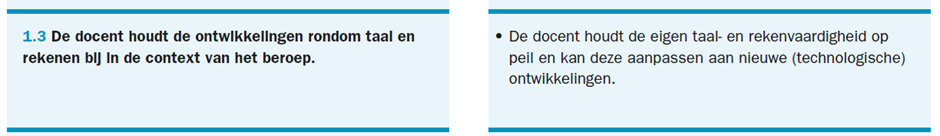 1.3 De docent houdt de ontwikkelingen rondom taal en
rekenen bij in de context van het beroep.
• De docent houdt de eigen taal- en rekenvaardigheid op
peil en kan deze aanpassen aan nieuwe (technologische)
ontwikkelingen.